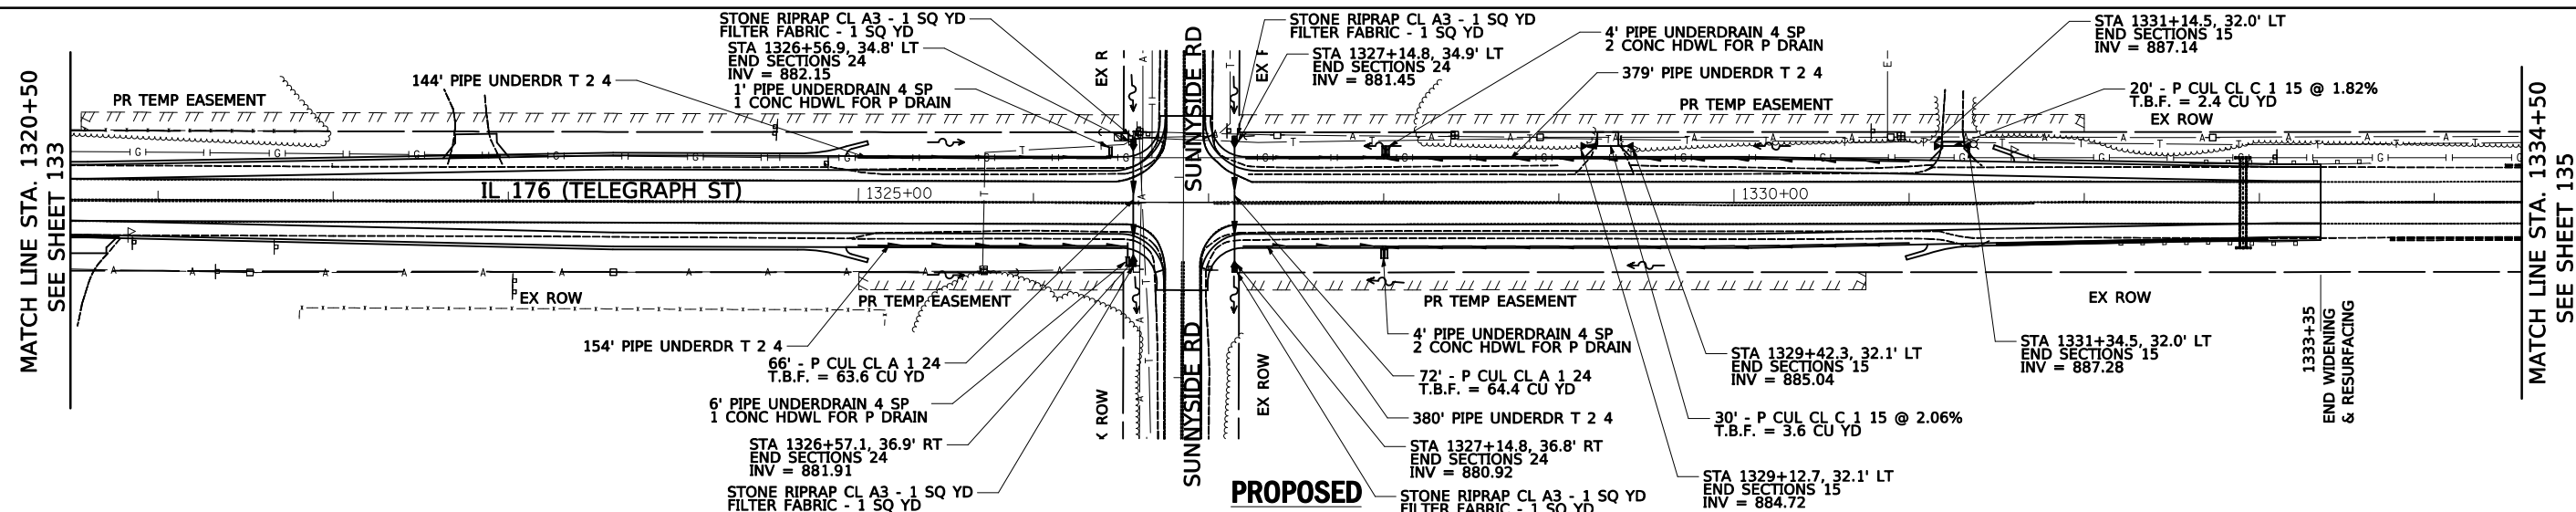 STONE RIPRAP CL A3 - 1 SQ YD
FILTER FABRIC - 1 SQ YD
STA 1326+56.9, 34.8' LT
END SECTIONS 24
INV = 882.15
1' PIPE UNDERDRAIN 4 SP
1 CONC HDWL FOR P DRAIN
144' PIPE UNDERDR T 2 4
PR TEMP EASEMENT
MATCH LINE STA. 1320+50
SEE SHEET 133
EX R
SUNNYSIDE RD
EX F
STONE RIPRAP CL A3 - 1 SQ YD
FILTER FABRIC - 1 SQ YD
STA 1327+14.8, 34.9' LT
END SECTIONS 24
INV = 881.45
4' PIPE UNDERDRAIN 4 SP
2 CONC HDWL FOR P DRAIN
379' PIPE UNDERDR T 2 4
PR TEMP EASEMENT
STA 1331+14.5, 32.0' LT
END SECTIONS 15
INV = 887.14
20' - P CUL CL C 1 15 @ 1.82%
T.B.F. = 2.4 CU YD
EX ROW
MATCH LINE STA. 1334+50
SEE SHEET 135
IL 176 (TELEGRAPH ST)
1325+00
1330+00
EX ROW
PR TEMP EASEMENT
PR TEMP EASEMENT
EX ROW
154' PIPE UNDERDR T 2 4
66' - P CUL CL A 1 24
T.B.F. = 63.6 CU YD
6' PIPE UNDERDRAIN 4 SP
1 CONC HDWL FOR P DRAIN
STA 1326+57.1, 36.9' RT
END SECTIONS 24
INV = 881.91
STONE RIPRAP CL A3 - 1 SQ YD
FILTER FABRIC - 1 SQ YD
X ROW
SUNNYSIDE RD
EX ROW
4' PIPE UNDERDRAIN 4 SP
2 CONC HDWL FOR P DRAIN
72' - P CUL CL A 1 24
T.B.F. = 64.4 CU YD
380' PIPE UNDERDR T 2 4
STA 1327+14.8, 36.8' RT
END SECTIONS 24
INV = 880.92
STONE RIPRAP CL A3 - 1 SQ YD
FILTER FABRIC - 1 SQ YD
PROPOSED
STA 1329+42.3, 32.1' LT
END SECTIONS 15
INV = 885.04
30' - P CUL CL C 1 15 @ 2.06%
T.B.F. = 3.6 CU YD
STA 1329+12.7, 32.1' LT
END SECTIONS 15
INV = 884.72
STA 1331+34.5, 32.0' LT
END SECTIONS 15
INV = 887.28
1333+35
END WIDENING
& RESURFACING